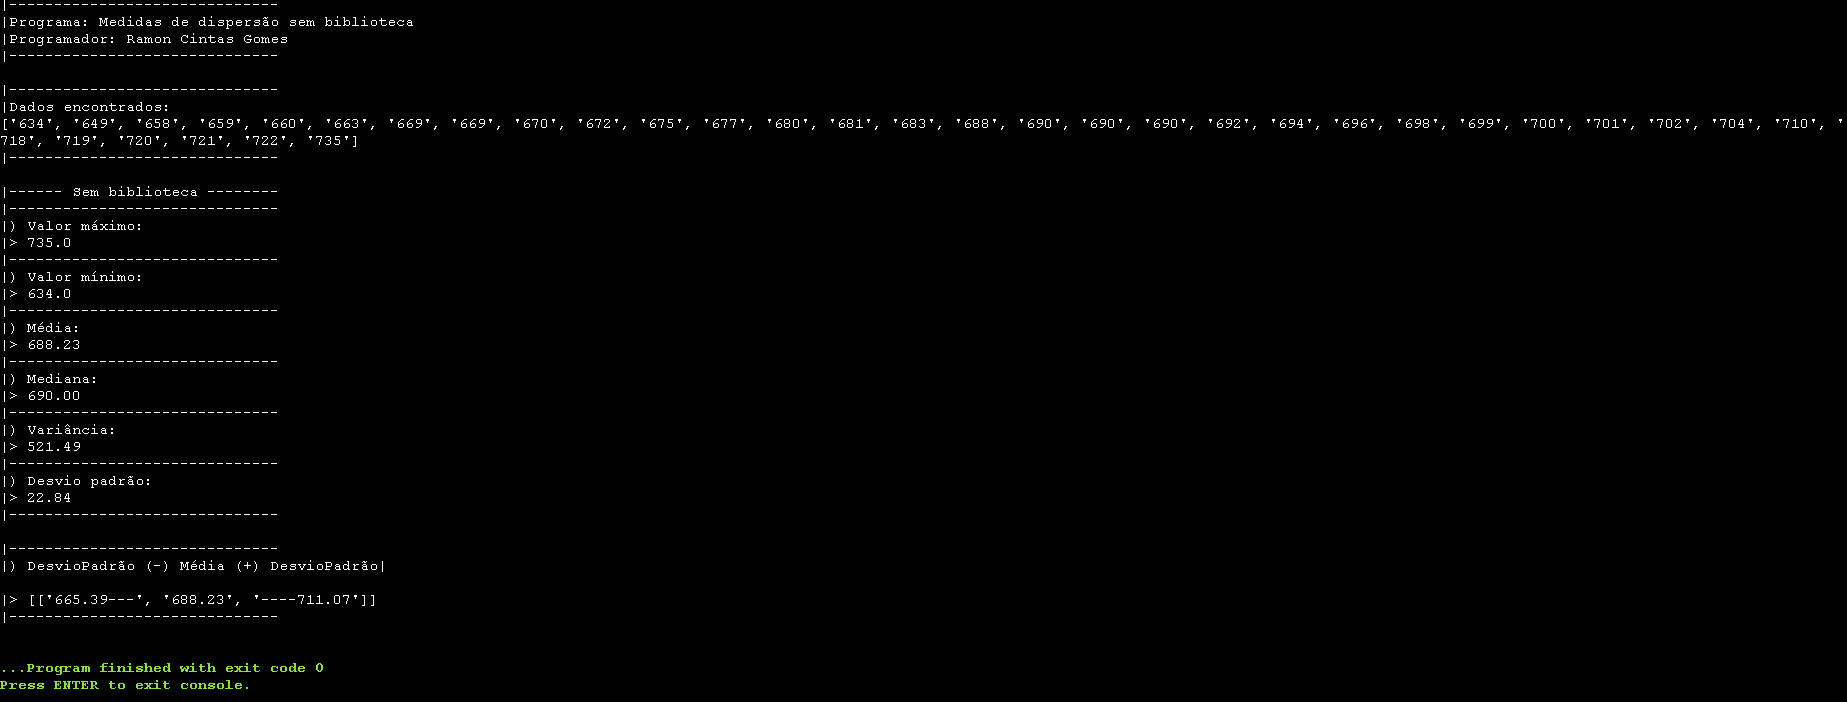 |------------------------------
|Programa: Medidas de dispersão sem biblioteca
|Programador: Ramon Cintas Gomes
|------------------------------
|------------------------------
|Dados encontrados:
['634', '649', '658', '659', '660', '663', '669', '669', '670', '672', '675', '677', '680', '681', '683', '688', '690', '690', '690', '692', '694', '696', '698', '699', '700', '701', '702', '704', '710', '
718', '719', '720', '721', '722', '735']
|------------------------------
|------ Sem biblioteca --------
|------------------------------
|) Valor máximo:
|> 735.0
|------------------------------
|) Valor mínimo:
|> 634.0
|------------------------------
|) Média:
|> 688.23
|------------------------------
|) Mediana:
|> 690.00
|------------------------------
|) Variância:
|> 521.49
|------------------------------
|) Desvio padrão:
|> 22.84
|------------------------------
|------------------------------
|) DesvioPadrão (-) Média (+) DesvioPadrão|
|> [['665.39---', '688.23', '----711.07']]
|------------------------------
...Program finished with exit code 0
Press ENTER to exit console.